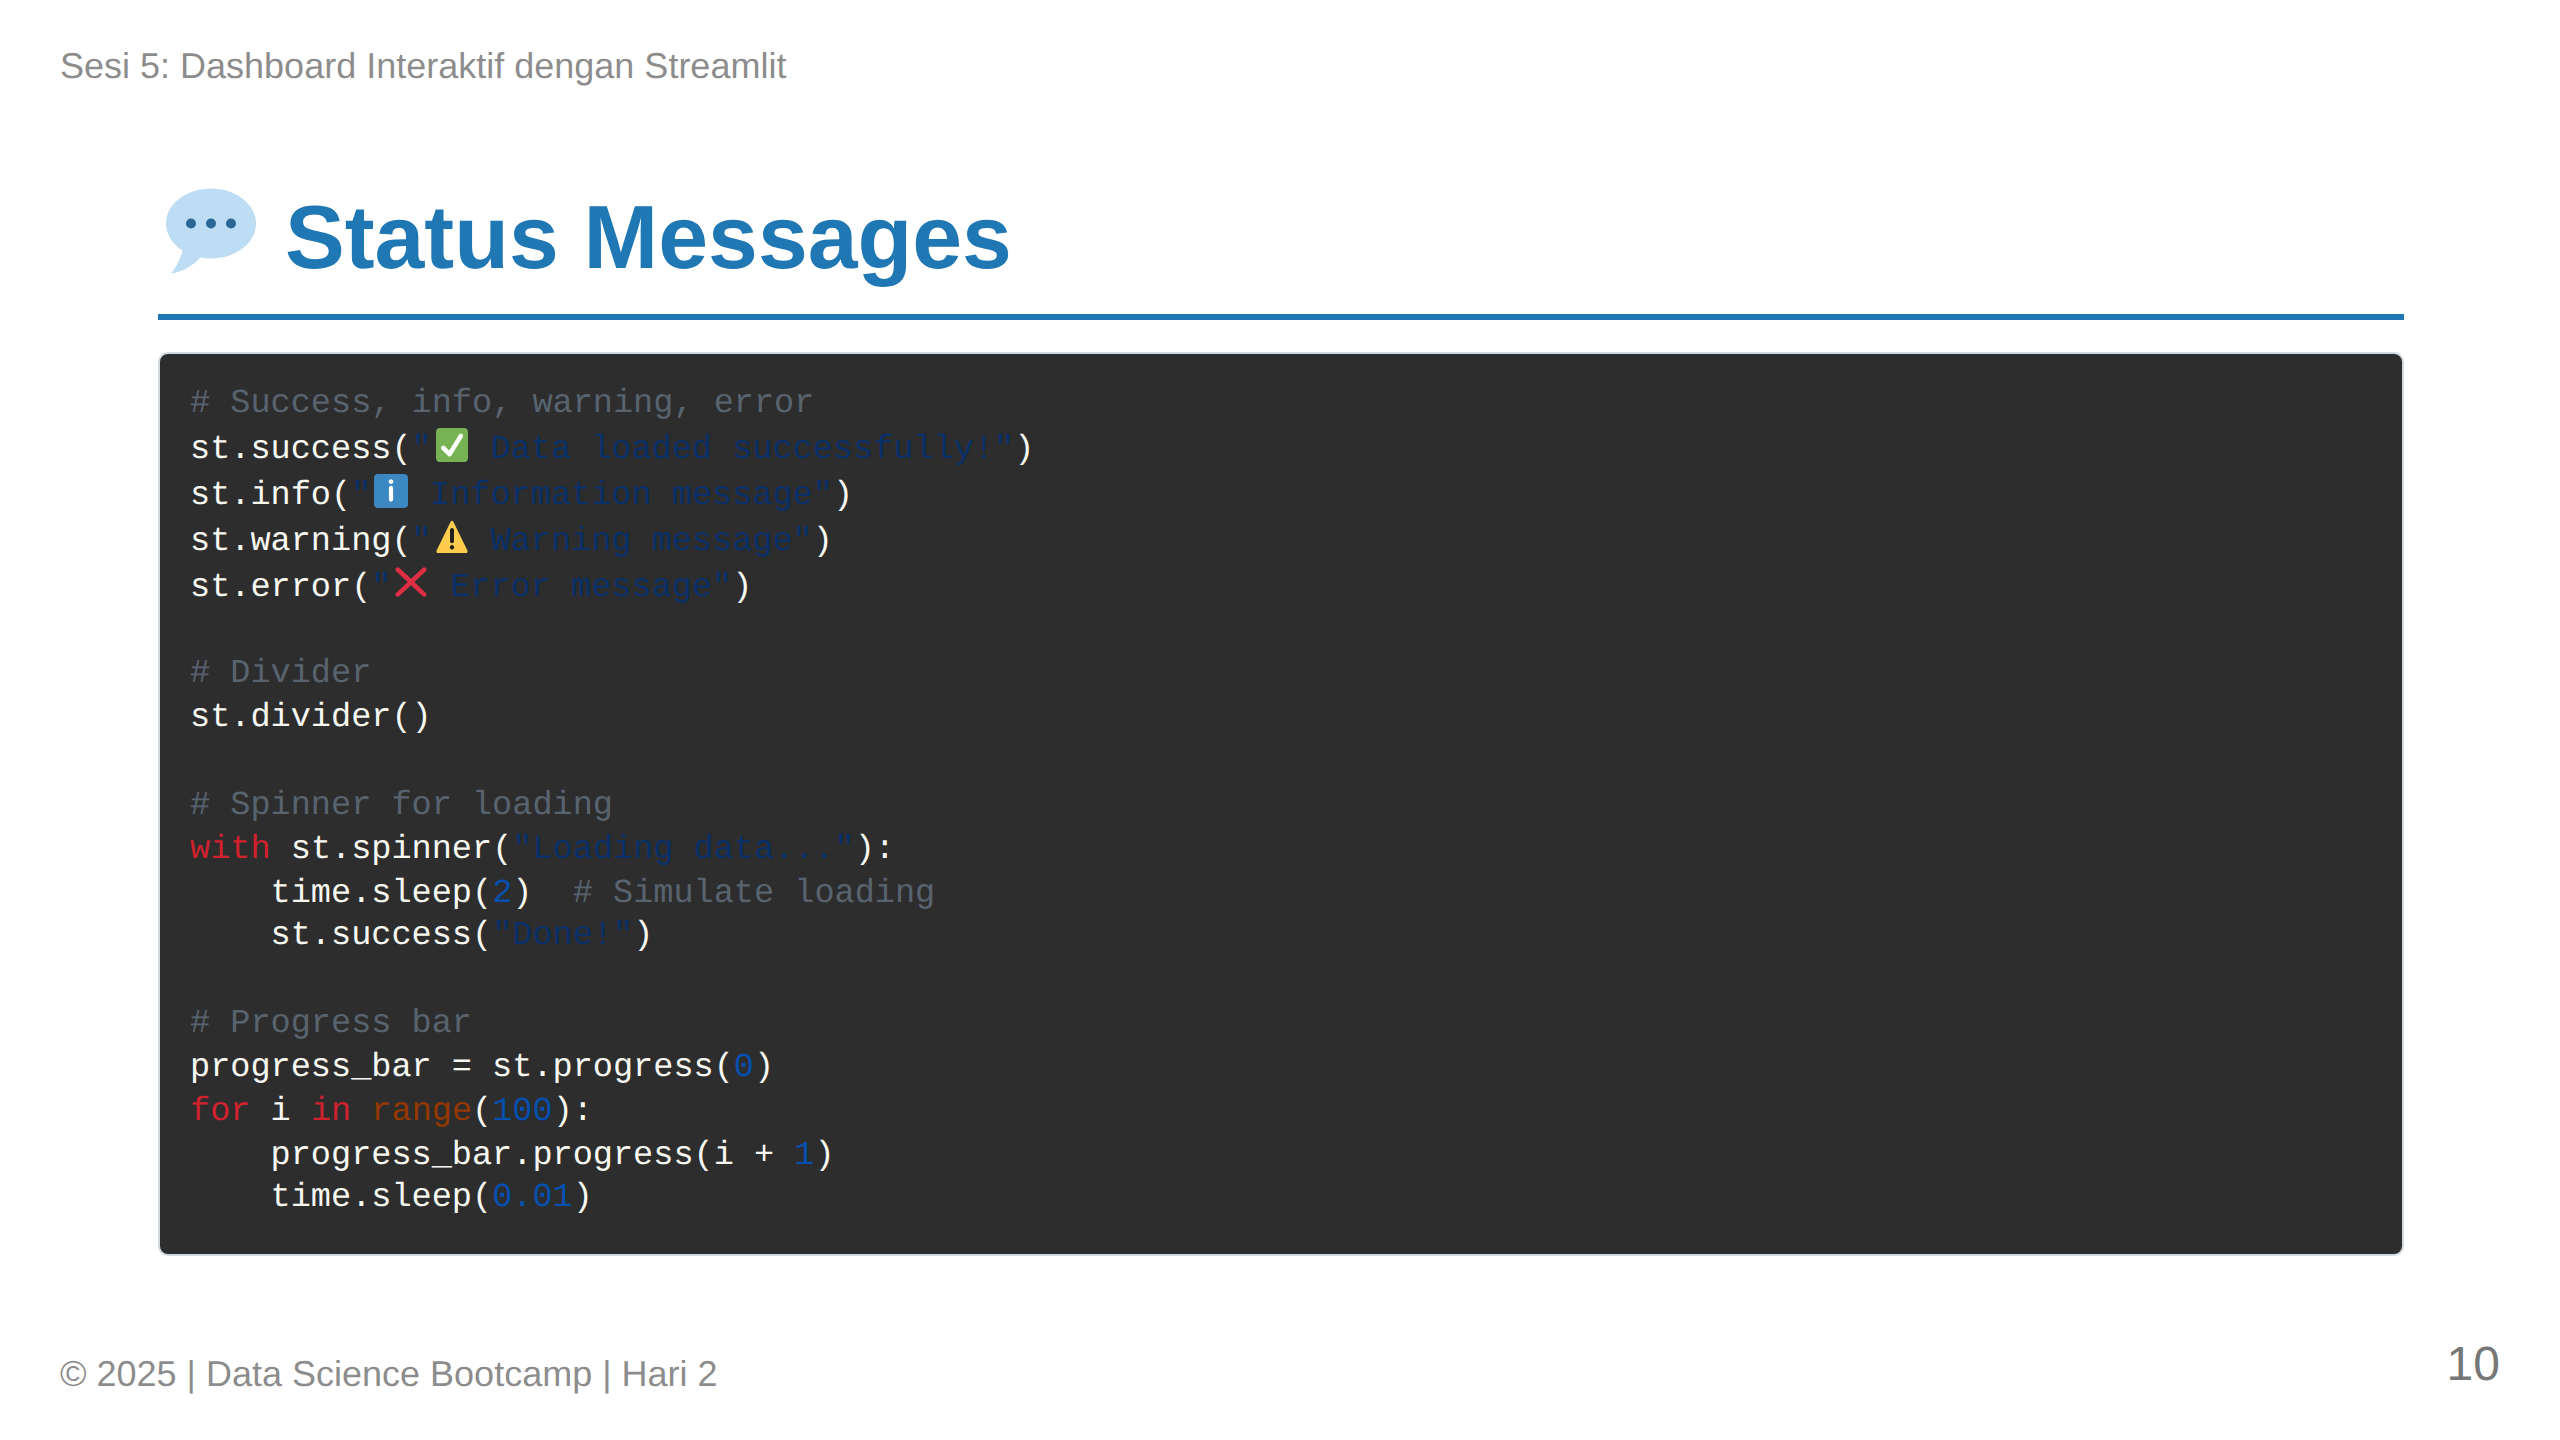 Sesi 5: Dashboard Interaktif dengan Streamlit
💬 Status Messages
# Success, info, warning, error
st.success("✅ Data loaded successfully!")
st.info("ℹ️ Information message")
st.warning("⚠️ Warning message")
st.error("❌ Error message")
# Divider
st.divider()
# Spinner for loading
with st.spinner("Loading data..."):
    time.sleep(2)  # Simulate loading
    st.success("Done!")
# Progress bar
progress_bar = st.progress(0)
for i in range(100):
    progress_bar.progress(i + 1)
    time.sleep(0.01)
© 2025 | Data Science Bootcamp | Hari 2
10